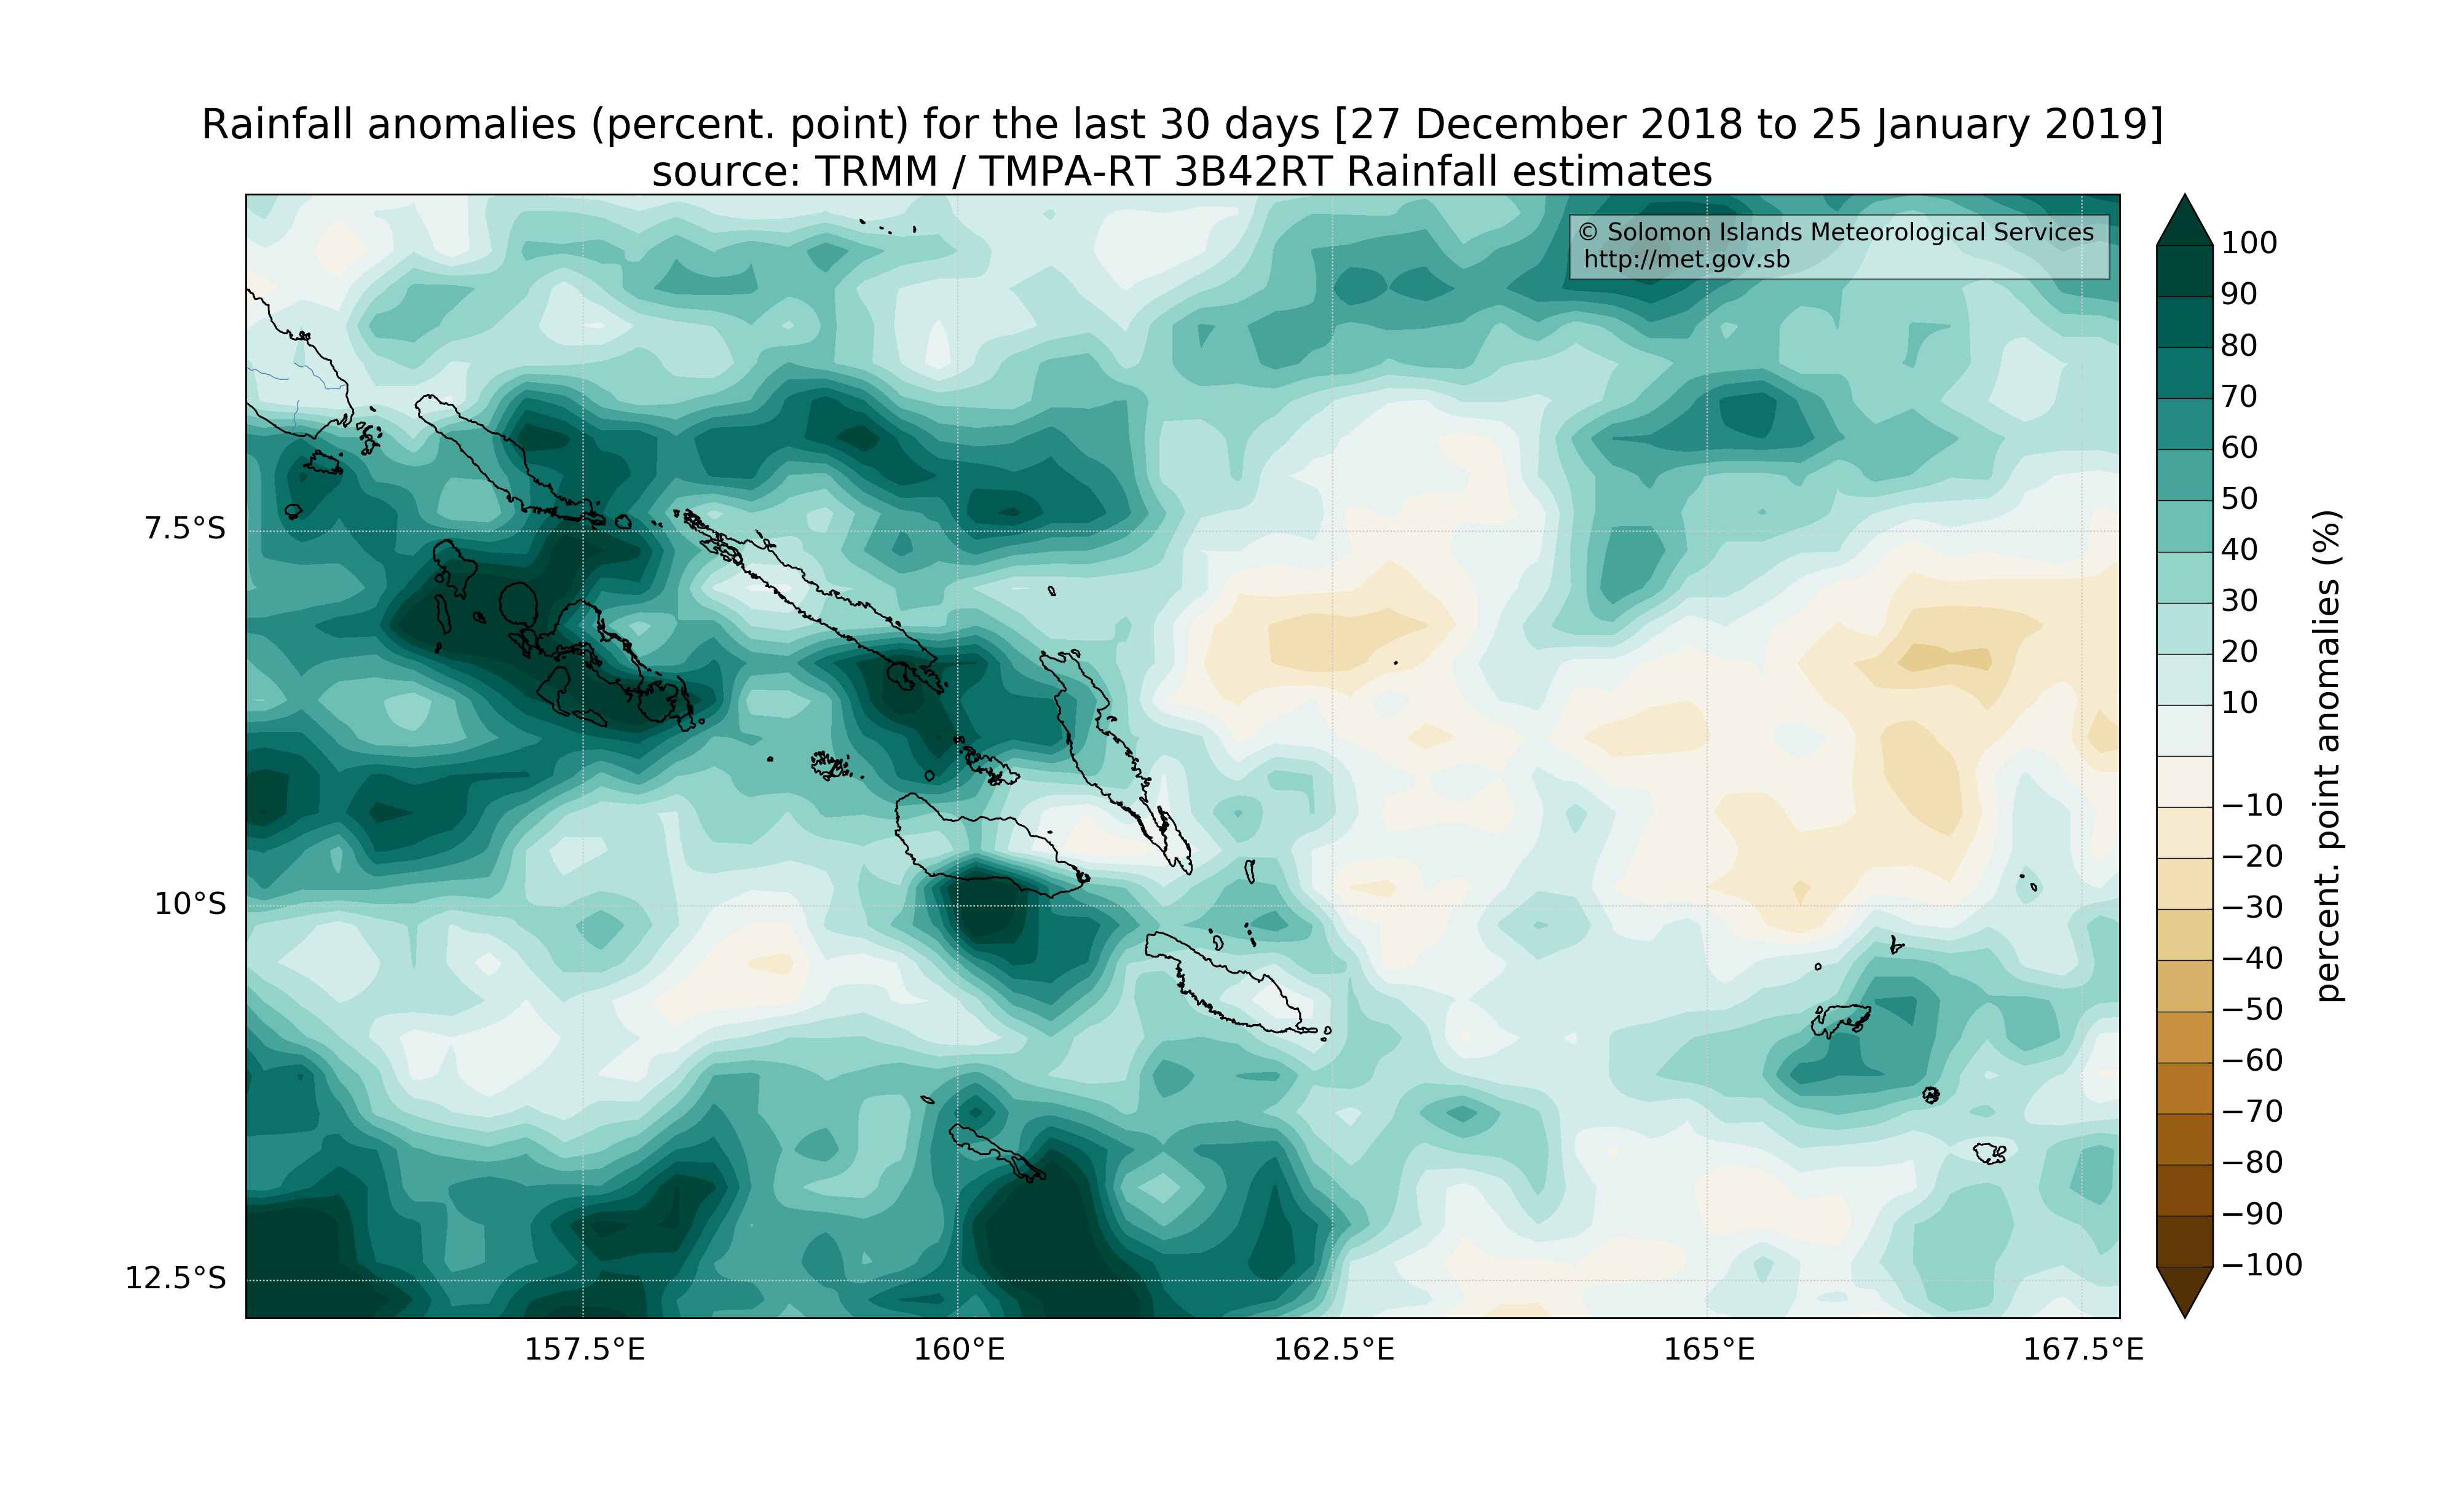 Rainfall anomalies (percent. point) for the last 30 days [27 December 2018 to 25 January 2019]
source: TRMM / TMPA-RT 3B42RT Rainfall estimates
© Solomon Islands Meteorological Services
http://met.gov.sb
7.5°S
10°S
12.5°S
157.5°E
160°E
162.5°E
165°E
167.5°E
100
90
80
70
60
50
40
30
20
10
−10
−20
−30
−40
−50
−60
−70
−80
−90
−100
percent. point anomalies (%)